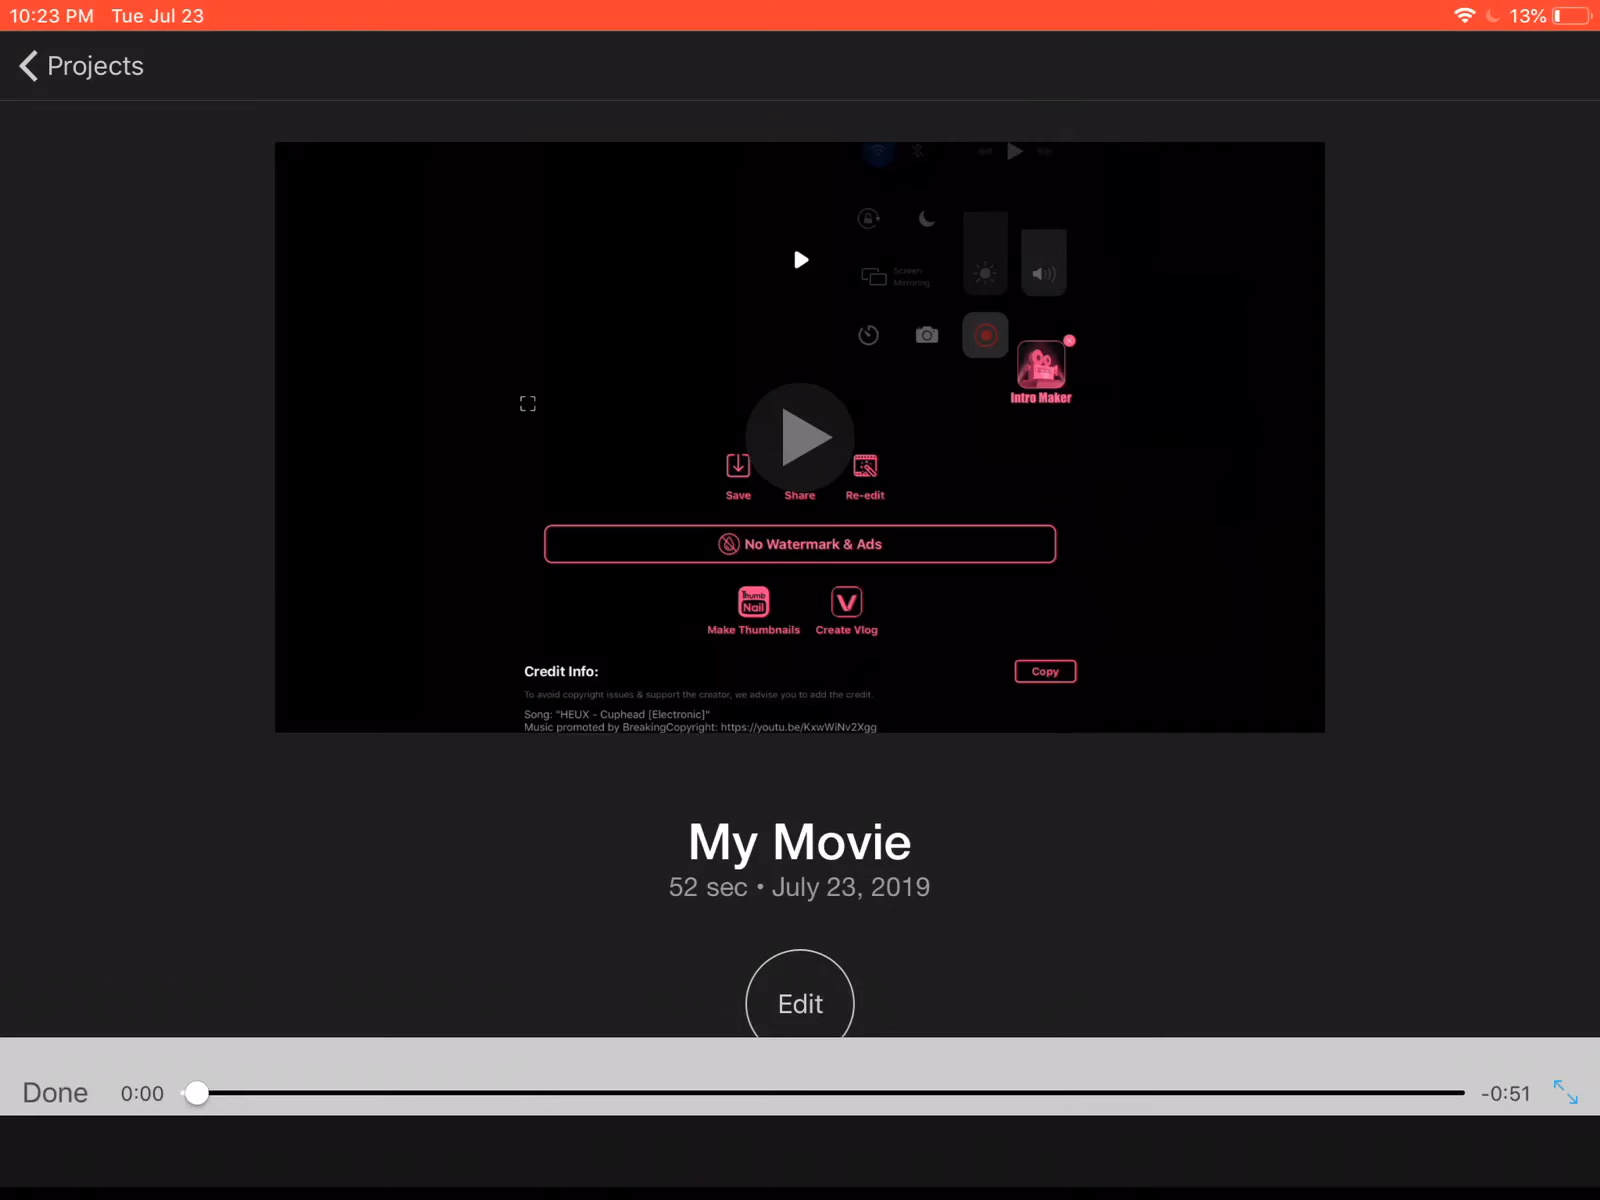 10:23 PM Tue Jul 23 13%
Projects
Screen
Mirroring
Intro Maker
Save Share Re-edit
No Watermark & Ads
Thumb
Nail
V
Make Thumbnails Create Vlog
Credit Info: Copy
To avoid copyright issues & support the creator, we advise you to add the credit.
Song: "HEUX - Cuphead [Electronic]"
Music promoted by BreakingCopyright: https://youtu.be/KxwWiNv2Xgg
My Movie
52 sec • July 23, 2019
Edit
Done 0:00 -0:51